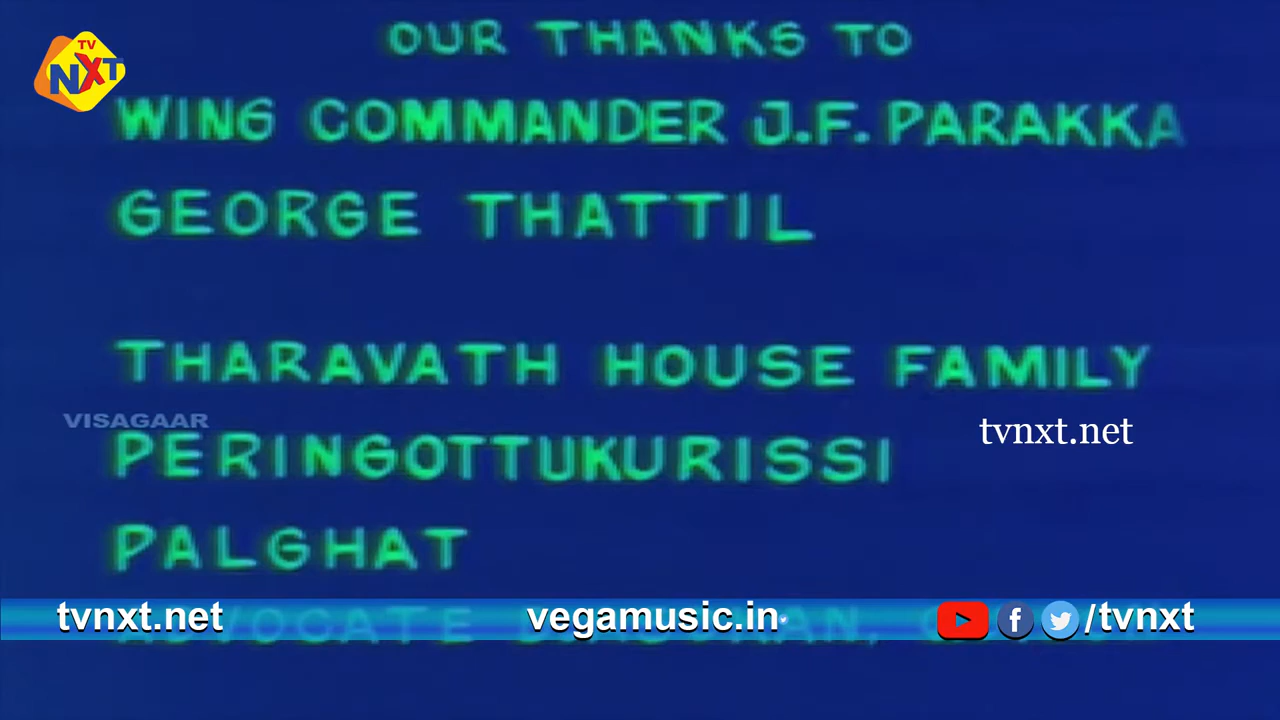 OUR THANKS TO
TV
NXT
WING COMMANDER J.F. PARAKKA
GEORGE THATTIL
THARAVATH HOUSE FAMILY
VISAGAAR
tvnxt.net
PERINGOTTUKURISSI
PALGHAT
tvnxt.net
vegamusic.in
/tvnxt